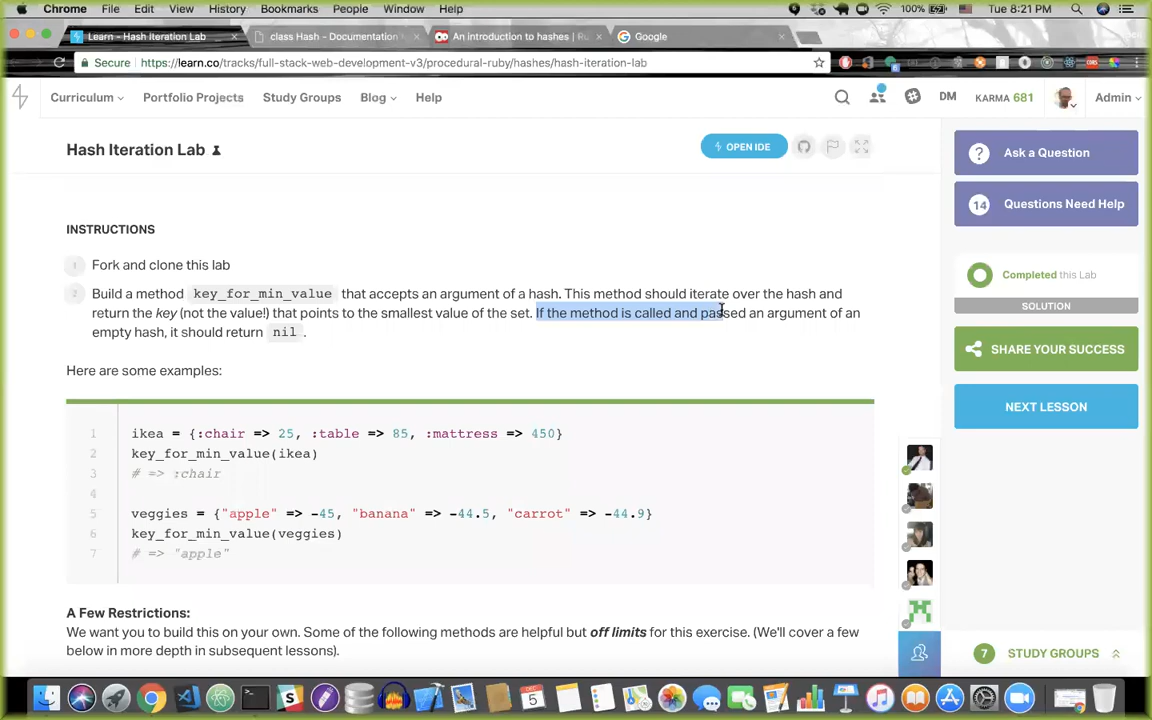 Chrome File Edit View History Bookmarks People Window Help 100% Tue 8:21 PM
Learn - Hash Iteration Lab × class Hash - Documentation × An introduction to hashes | Ru × Google ×
Secure https://learn.co/tracks/full-stack-web-development-v3/procedural-ruby/hashes/hash-iteration-lab
Curriculum Portfolio Projects Study Groups Blog Help DM KARMA 681 Admin
Hash Iteration Lab OPEN IDE
Ask a Question
14 Questions Need Help
INSTRUCTIONS
1 Fork and clone this lab
Completed this Lab
SOLUTION
2 Build a method key_for_min_value that accepts an argument of a hash. This method should iterate over the hash and
return the key (not the value!) that points to the smallest value of the set. If the method is called and passed an argument of an
empty hash, it should return nil .
SHARE YOUR SUCCESS
NEXT LESSON
Here are some examples:
1 ikea = {:chair => 25, :table => 85, :mattress => 450}
2 key_for_min_value(ikea)
3 # => :chair
4
5 veggies = {"apple" => -45, "banana" => -44.5, "carrot" => -44.9}
6 key_for_min_value(veggies)
7 # => "apple"
A Few Restrictions:
We want you to build this on your own. Some of the following methods are helpful but off limits for this exercise. (We'll cover a few
below in more depth in subsequent lessons).
7 STUDY GROUPS
DEC
5